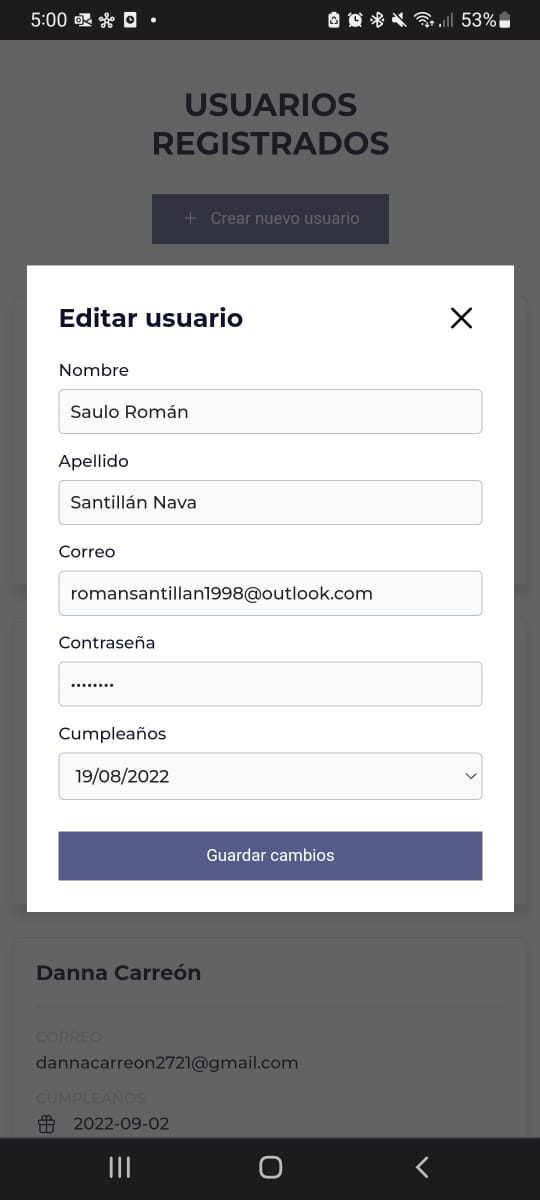 5:00
53%
USUARIOS
REGISTRADOS
+ Crear nuevo usuario
Editar usuario
Nombre
Saulo Román
Apellido
Santillán Nava
Correo
romansantillan1998@outlook.com
Contraseña
••••••••
Cumpleaños
19/08/2022
Guardar cambios
Danna Carreón
CORREO
dannacarreon2721@gmail.com
CUMPLEAÑOS
2022-09-02